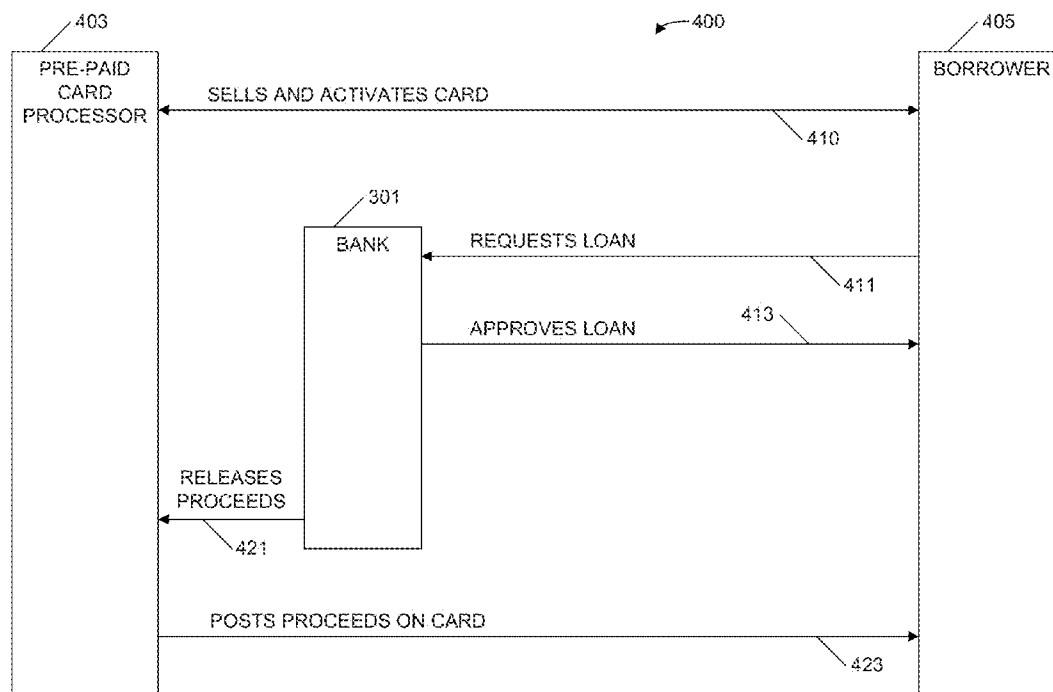 403
400
405
PRE-PAID
CARD
PROCESSOR
BORROWER
SELLS AND ACTIVATES CARD
410
301
BANK
REQUESTS LOAN
411
413
APPROVES LOAN
RELEASES
PROCEEDS
421
POSTS PROCEEDS ON CARD
423